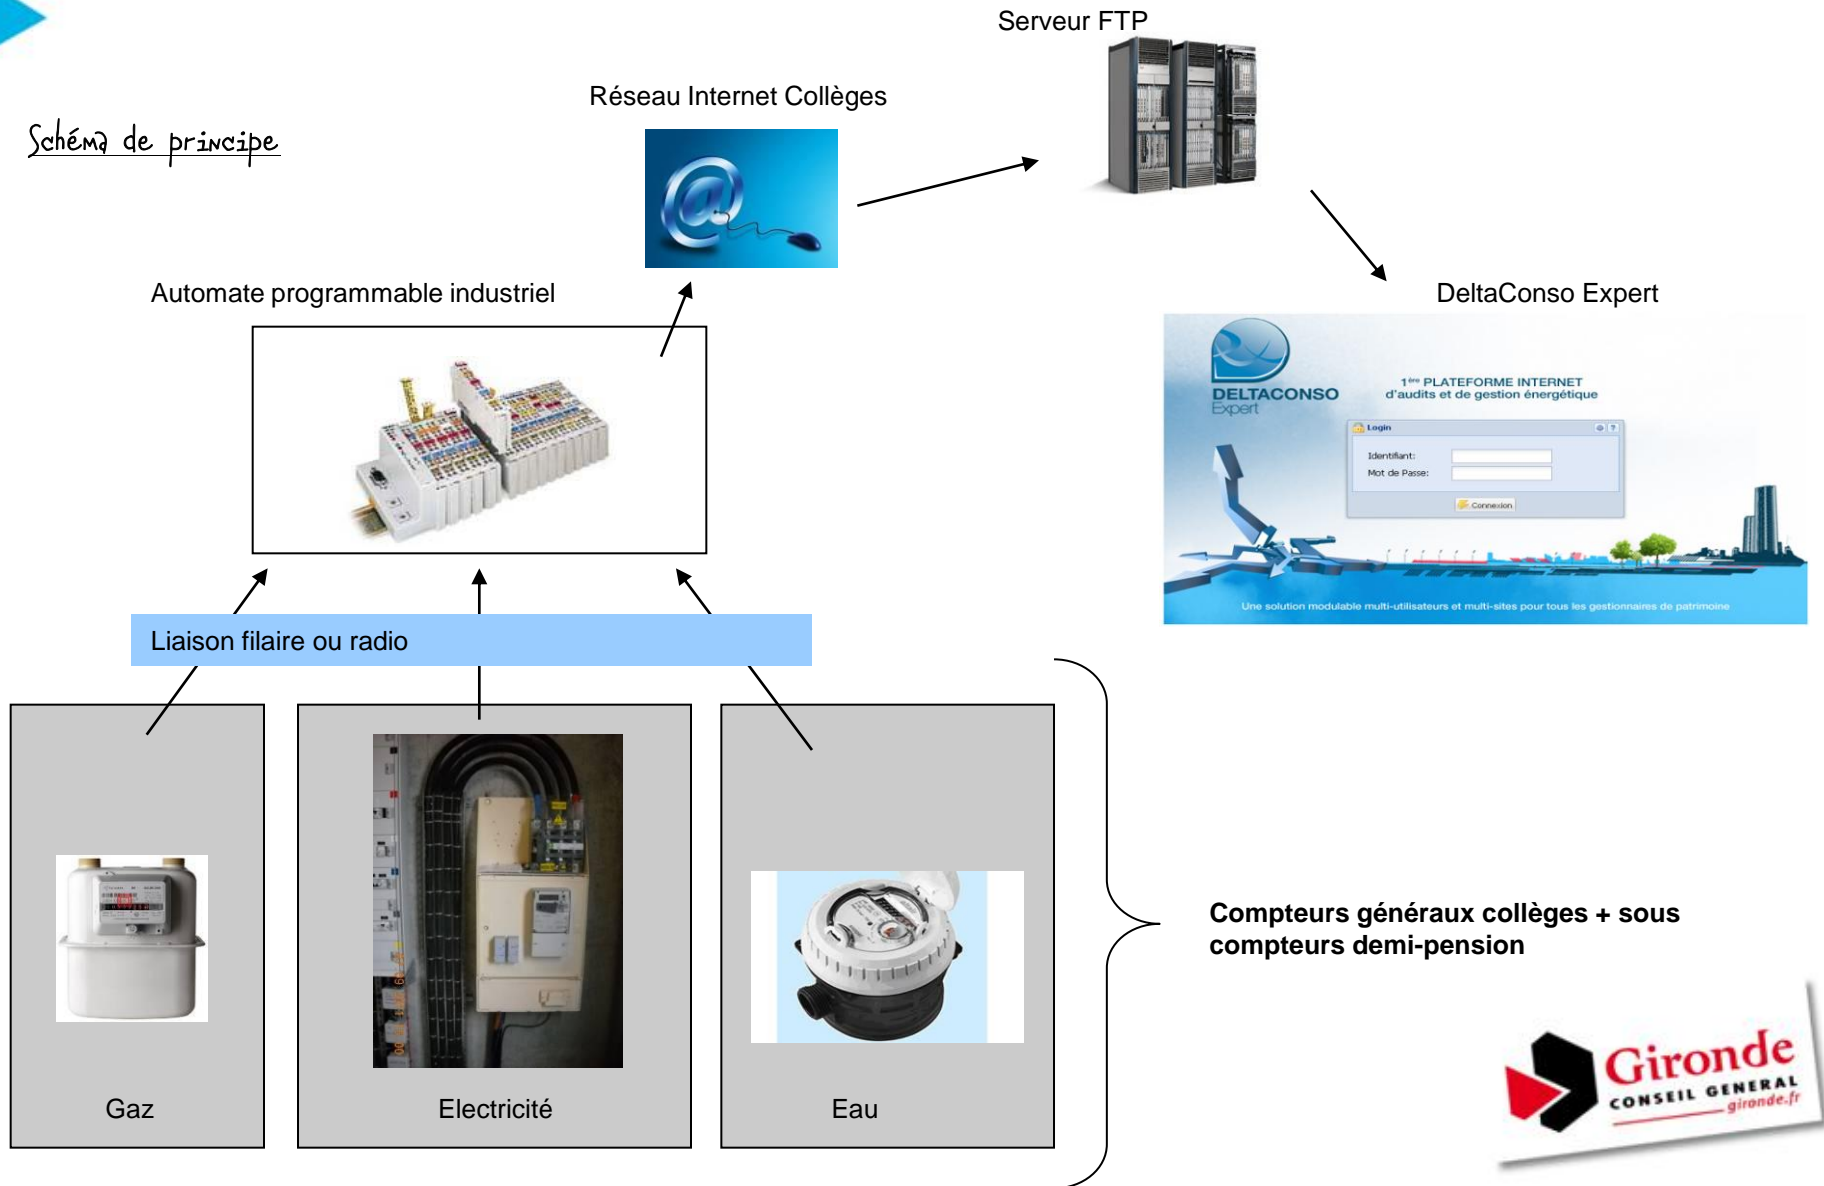 Serveur FTP
Réseau Internet Collèges
Schéma de principe
Automate programmable industriel
DeltaConso Expert
DELTACONSO
Expert
1ère PLATEFORME INTERNET
d'audits et de gestion énergétique
Login
Identifiant:
Mot de Passe:
Connexion
Une solution modulable multi-utilisateurs et multi-sites pour tous les gestionnaires de patrimoine
Liaison filaire ou radio
Compteurs généraux collèges + sous
compteurs demi-pension
Gaz
Electricité
Eau
Gironde
CONSEIL GENERAL
gironde.fr